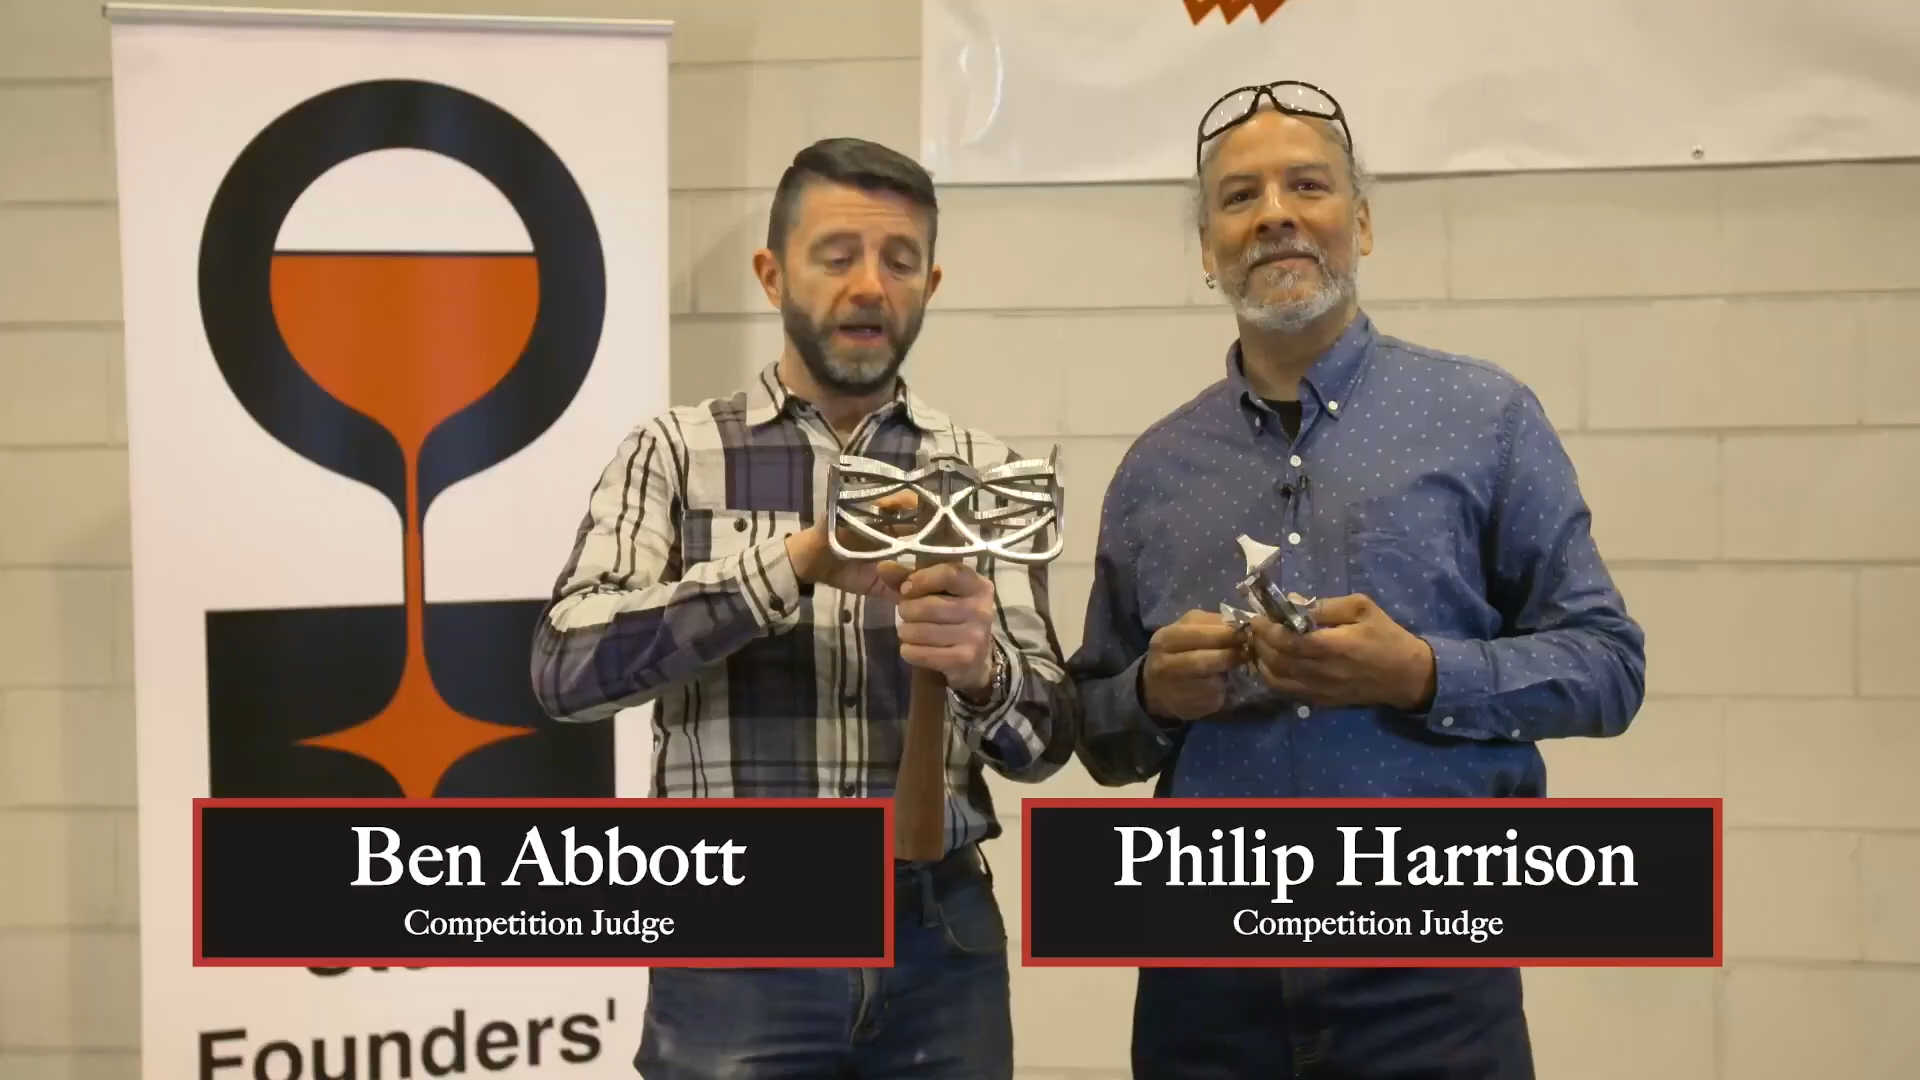 Ben Abbott
Competition Judge
Philip Harrison
Competition Judge
Founders'